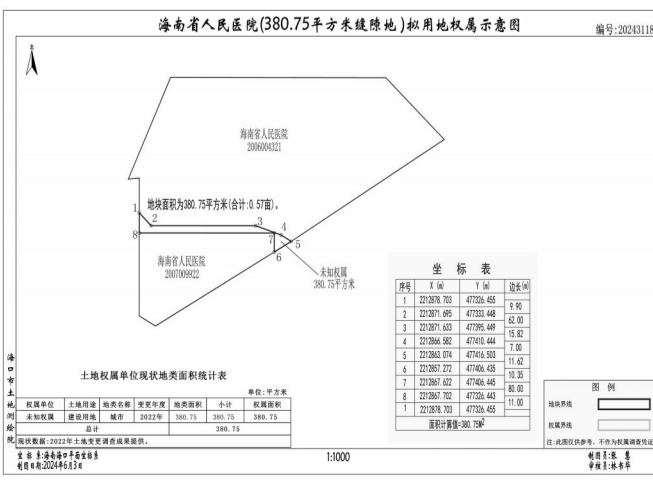 海南省人民医院(380.75平方米缝隙地)拟用地权属示意图
编号:20243118
海南省人民医院
2006004321
地块面积为380.75平方米(合计:0.57亩)。
1
2
3
4
5
6
7
8
海南省人民医院
2007009922
未知权属
380.75平方米
坐 标 表
序号 X (m) Y (m) 边长(m)
1 2212878.703 477326.455
9.90
2 2212871.695 477333.448
62.00
3 2212871.633 477395.449
15.82
4 2212866.582 477410.444
7.00
5 2212863.074 477416.503
11.62
6 2212857.272 477406.435
10.35
7 2212867.622 477406.445
80.00
8 2212867.702 477326.443
11.00
1 2212878.703 477326.455
面积计算值=380.75M²
土地权属单位现状地类面积统计表
单位:平方米
权属单位 土地用途 地类名称 变更年度 地类面积 小计 权属面积
未知权属 建设用地 城市 2022年 380.75 380.75 380.75
总计 380.75
现状数据:2022年土地变更调查成果提供。
海口市土地测绘院
图 例
地块界线
权属界线
注:此图仅供参考，不作为权属调查凭证
坐 标 系:海南海口平面坐标系
制图日期:2024年6月3日
1:1000
制图员:张 慧
审核员:林书华